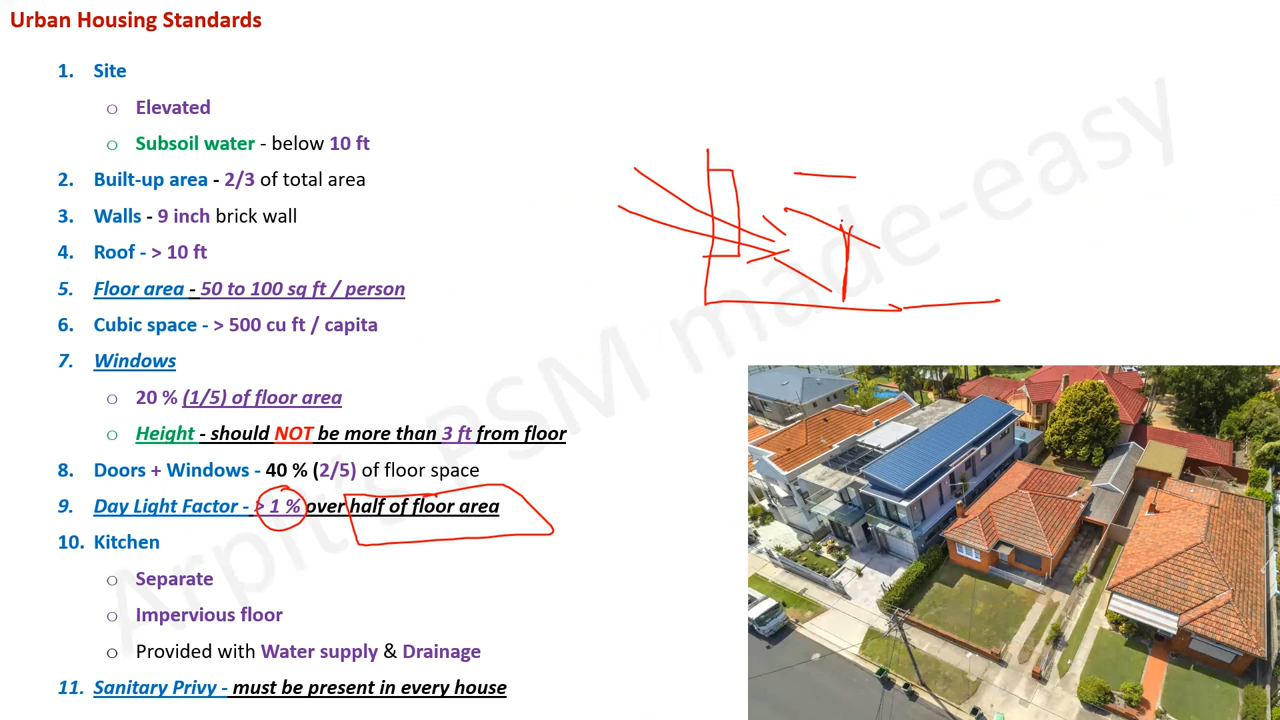 Urban Housing Standards
1. Site
o Elevated
o Subsoil water - below 10 ft
2. Built-up area - 2/3 of total area
3. Walls - 9 inch brick wall
4. Roof - > 10 ft
5. Floor area - 50 to 100 sq ft / person
6. Cubic space - > 500 cu ft / capita
7. Windows
o 20 % (1/5) of floor area
o Height - should NOT be more than 3 ft from floor
8. Doors + Windows - 40 % (2/5) of floor space
9. Day Light Factor - > 1 % over half of floor area
10. Kitchen
o Separate
o Impervious floor
o Provided with Water supply & Drainage
11. Sanitary Privy - must be present in every house
Arpit's PSM made-easy